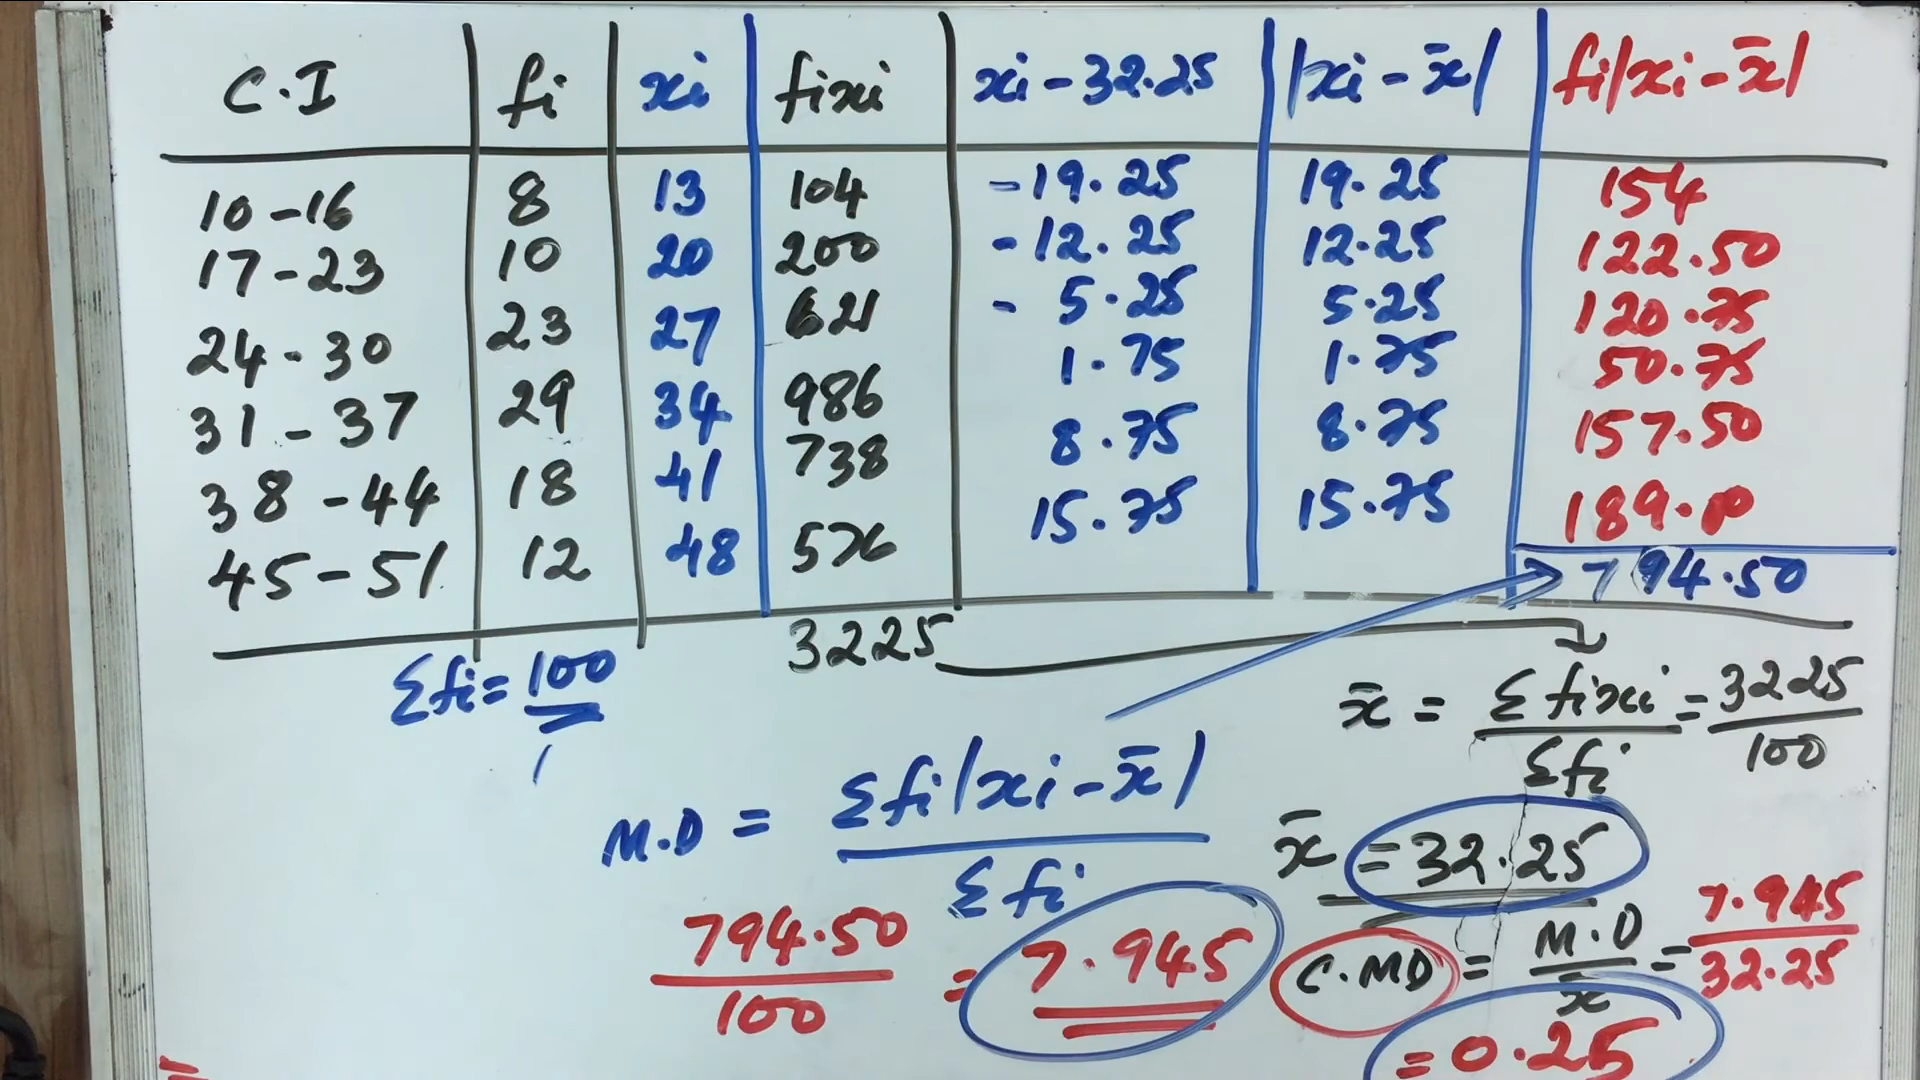 C.I fi xi fixi xi - 32.25 |xi - x̄| fi|xi - x̄|
10 - 16 8 13 104 - 19.25 19.25 154
17 - 23 10 20 200 - 12.25 12.25 122.50
24 - 30 23 27 621 - 5.25 5.25 120.75
31 - 37 29 34 986 1.75 1.75 50.75
38 - 44 18 41 738 8.75 8.75 157.50
45 - 51 12 48 576 15.75 15.75 189.00
794.50
3225
Σfi = 100
x̄ = Σfixi / Σfi = 3225 / 100
M.D = Σfi|xi - x̄| / Σfi
x̄ = 32.25
794.50 / 100 = 7.945
C.MD = M.D / x̄ = 7.945 / 32.25
= 0.25